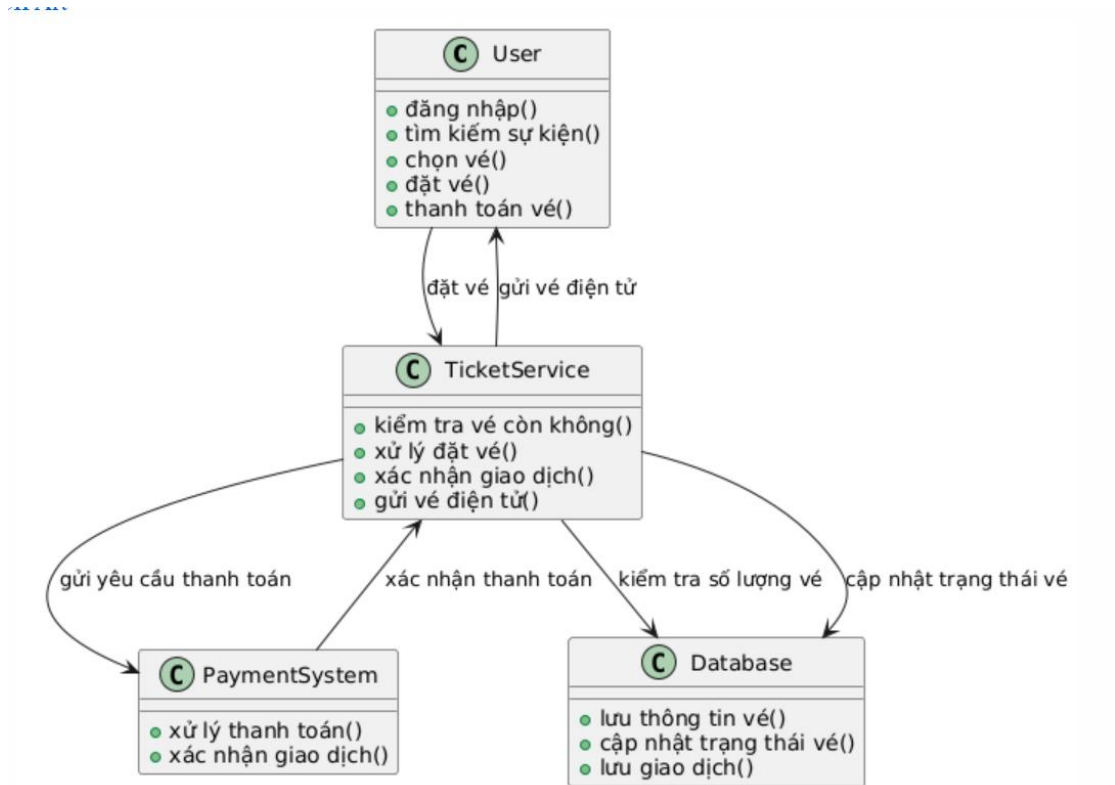 C User
đăng nhập()
tìm kiếm sự kiện()
chọn vé()
đặt vé()
thanh toán vé()
đặt vé gửi vé điện tử
C TicketService
kiểm tra vé còn không()
xử lý đặt vé()
xác nhận giao dịch()
gửi vé điện tử()
gửi yêu cầu thanh toán xác nhận thanh toán kiểm tra số lượng vé cập nhật trạng thái vé
C PaymentSystem
xử lý thanh toán()
xác nhận giao dịch()
C Database
lưu thông tin vé()
cập nhật trạng thái vé()
lưu giao dịch()